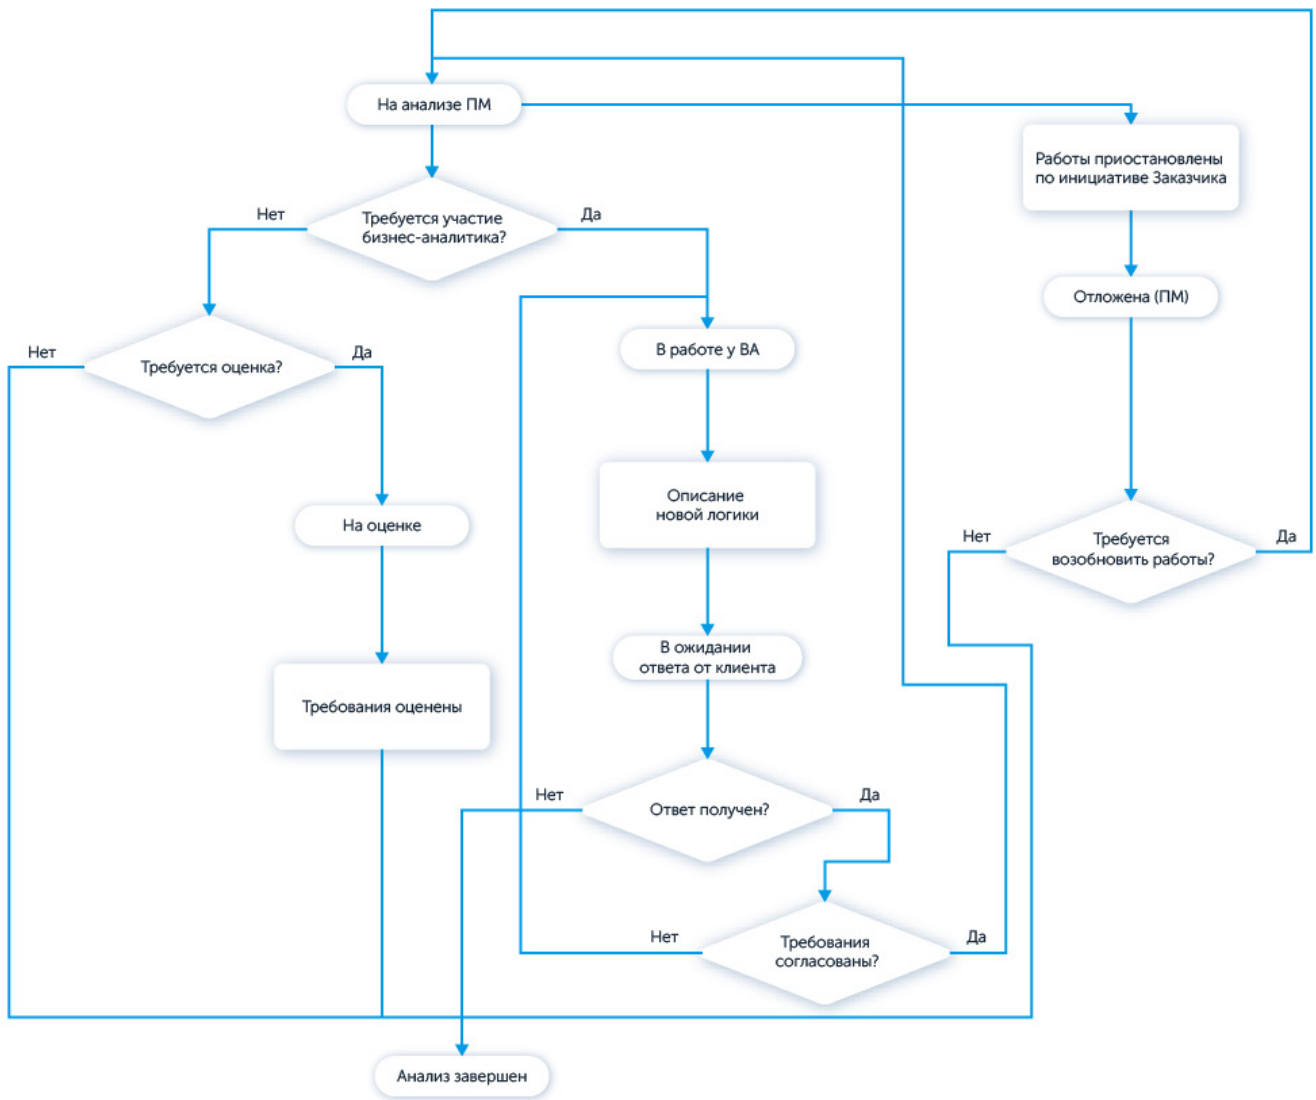 На анализе ПМ
Работы приостановлены
по инициативе Заказчика
Нет
Требуется участие
бизнес-аналитика?
Да
Отложена (ПМ)
Нет
Требуется оценка?
Да
В работе у ВА
Описание
новой логики
На оценке
Нет
Требуется
возобновить работы?
Да
В ожидании
ответа от клиента
Требования оценены
Нет
Ответ получен?
Да
Нет
Требования
согласованы?
Да
Анализ завершен